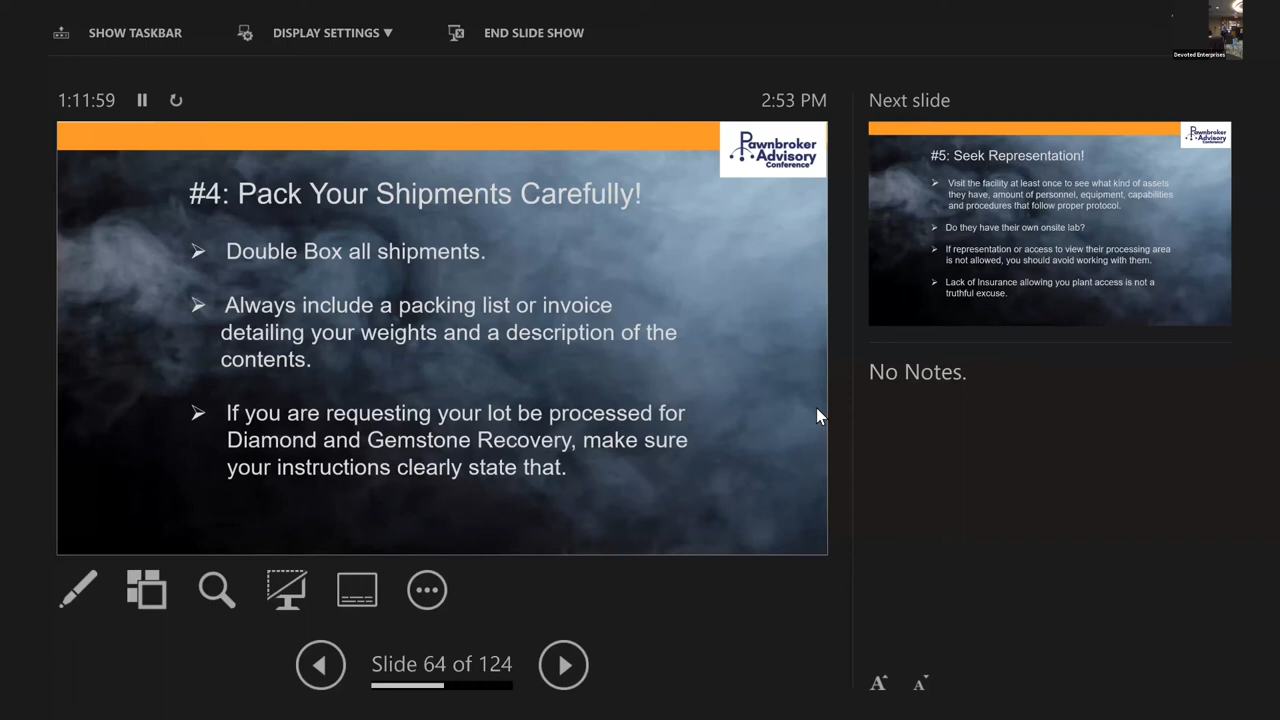 SHOW TASKBAR
DISPLAY SETTINGS ▼
END SLIDE SHOW
Devoted Enterprises
1:11:59
2:53 PM
Pawnbroker
Advisory
Conference
#4: Pack Your Shipments Carefully!
➢ Double Box all shipments.
➢ Always include a packing list or invoice
detailing your weights and a description of the
contents.
➢ If you are requesting your lot be processed for
Diamond and Gemstone Recovery, make sure
your instructions clearly state that.
Slide 64 of 124
Next slide
Pawnbroker
Advisory
Conference
#5: Seek Representation!
➢ Visit the facility at least once to see what kind of assets
they have, amount of personnel, equipment, capabilities
and procedures that follow proper protocol.
➢ Do they have their own onsite lab?
➢ If representation or access to view their processing area
is not allowed, you should avoid working with them.
➢ Lack of Insurance allowing you plant access is not a
truthful excuse.
No Notes.
A A